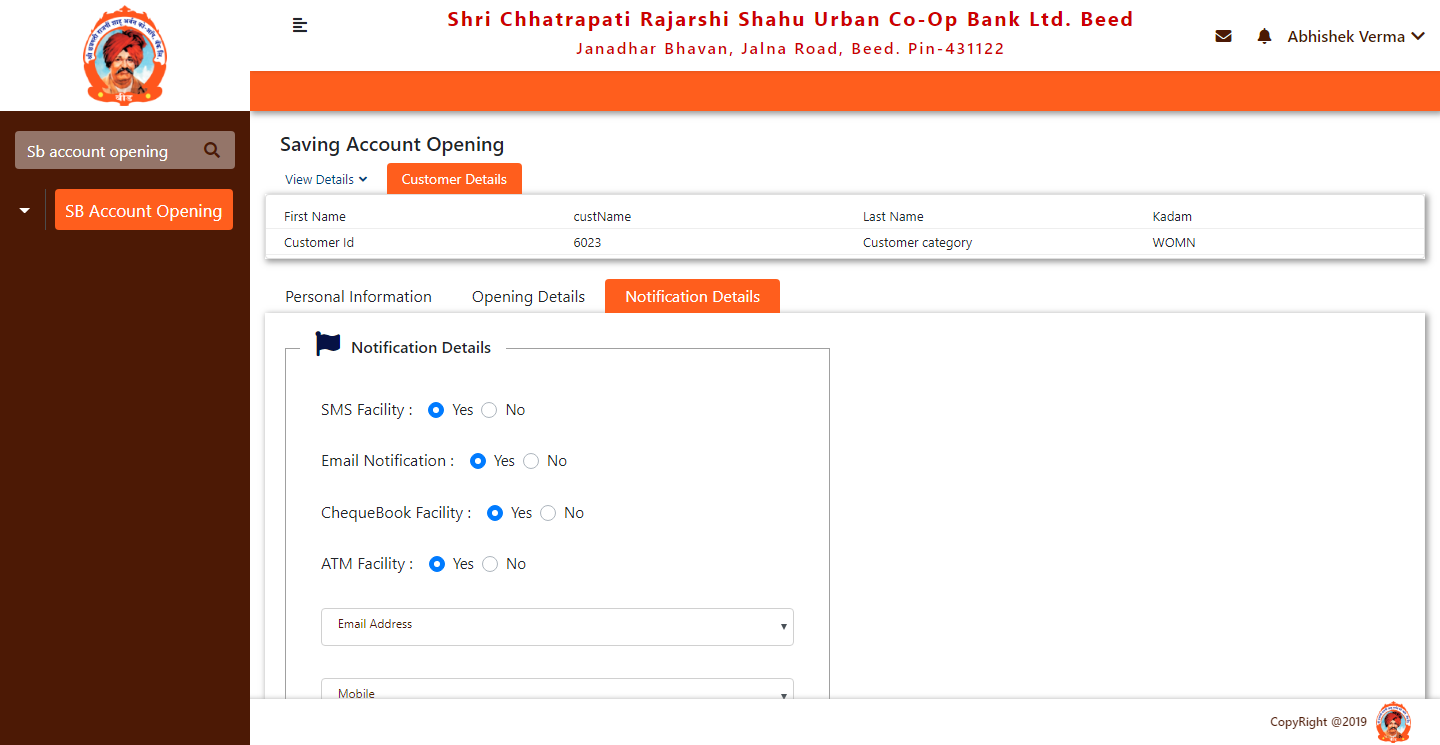 Shri Chhatrapati Rajarshi Shahu Urban Co-Op Bank Ltd. Beed
Janadhar Bhavan, Jalna Road, Beed. Pin-431122
Abhishek Verma
बीड
Sb account opening
SB Account Opening
Saving Account Opening
View Details Customer Details
First Name custName Last Name Kadam
Customer Id 6023 Customer category WOMN
Personal Information Opening Details Notification Details
Notification Details
SMS Facility : Yes No
Email Notification : Yes No
ChequeBook Facility : Yes No
ATM Facility : Yes No
Email Address
Mobile
CopyRight @2019